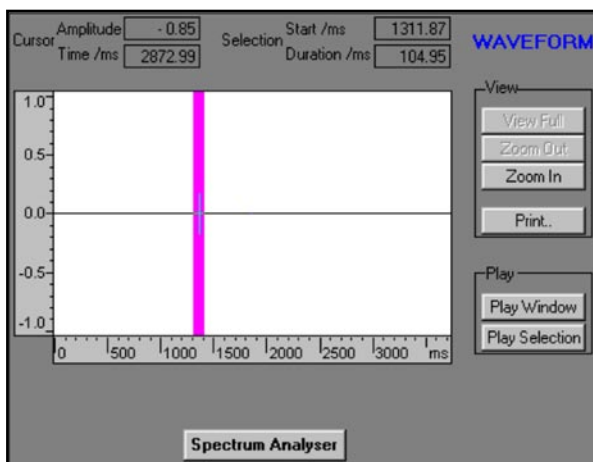 Cursor Amplitude - 0.85 Selection Start /ms 1311.87
Time /ms 2872.99 Duration /ms 104.95
WAVEFORM
View
View Full
Zoom Out
Zoom In
Print..
1.0
0.5
0.0
-0.5
-1.0
0 500 1000 1500 2000 2500 3000 ms
Play
Play Window
Play Selection
Spectrum Analyser